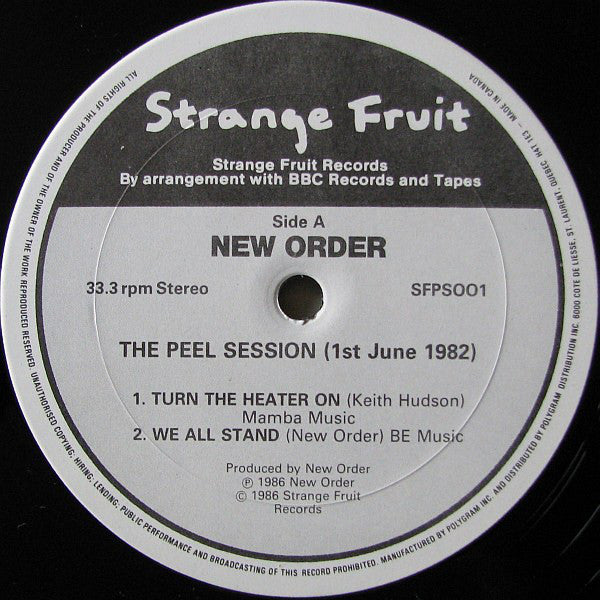 Strange Fruit
Strange Fruit Records
By arrangement with BBC Records and Tapes
Side A
NEW ORDER
33.3 rpm Stereo
SFPS001
THE PEEL SESSION (1st June 1982)
1. TURN THE HEATER ON (Keith Hudson)
Mamba Music
2. WE ALL STAND (New Order) BE Music
Produced by New Order
℗ 1986 New Order
© 1986 Strange Fruit
Records
ALL RIGHTS OF THE PRODUCER AND OF THE OWNER OF THE WORK REPRODUCED RESERVED. UNAUTHORISED COPYING, HIRING, LENDING, PUBLIC PERFORMANCE AND BROADCASTING OF THIS RECORD PROHIBITED. MANUFACTURED BY POLYGRAM INC. AND DISTRIBUTED BY POLYGRAM DISTRIBUTION INC. 6000 COTE DE LIESSE, ST. LAURENT, QUEBEC H4T 1E3 – MADE IN CANADA